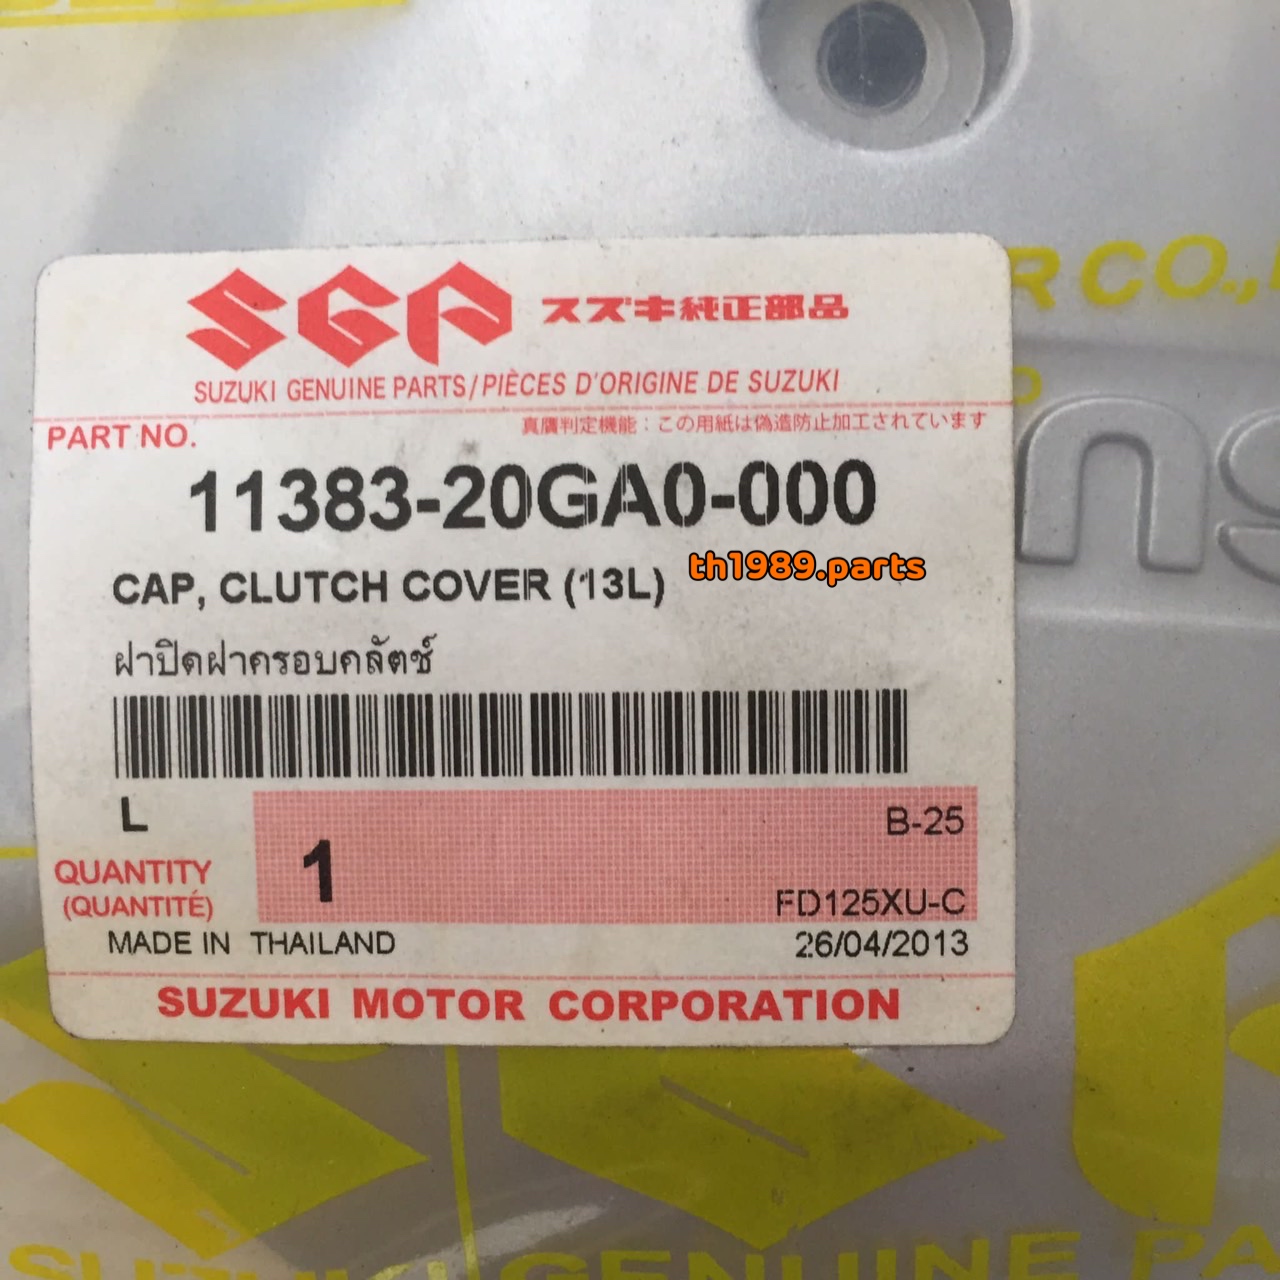 R CO.,
SGP スズキ純正部品
SUZUKI GENUINE PARTS/PIÈCES D'ORIGINE DE SUZUKI
PART NO. 真贋判定機能：この用紙は偽造防止加工されています
11383-20GA0-000
th1989.parts
CAP, CLUTCH COVER (13L)
ฝาปิดฝาครอบคลัตช์
L
B-25
QUANTITY
(QUANTITÉ)
1
FD125XU-C
MADE IN THAILAND
26/04/2013
SUZUKI MOTOR CORPORATION
SUZUKI GENUINE PA